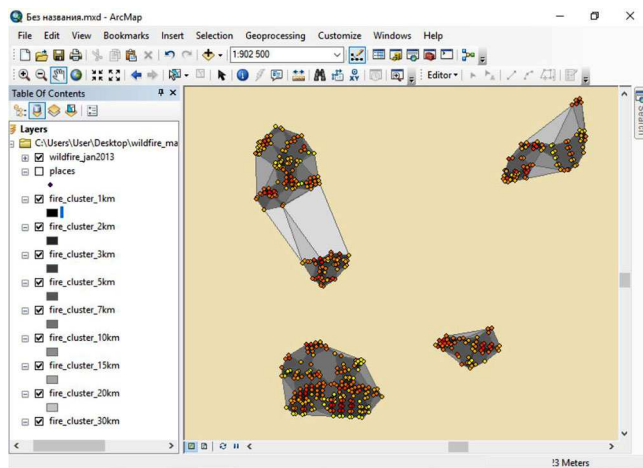 Без названия.mxd - ArcMap
File Edit View Bookmarks Insert Selection Geoprocessing Customize Windows Help
1:902 500
Editor
Table Of Contents
Layers
C:\Users\User\Desktop\wildfire_ma
wildfire_jan2013
places
fire_cluster_1km
fire_cluster_2km
fire_cluster_3km
fire_cluster_5km
fire_cluster_7km
fire_cluster_10km
fire_cluster_15km
fire_cluster_20km
fire_cluster_30km
Search
!3 Meters